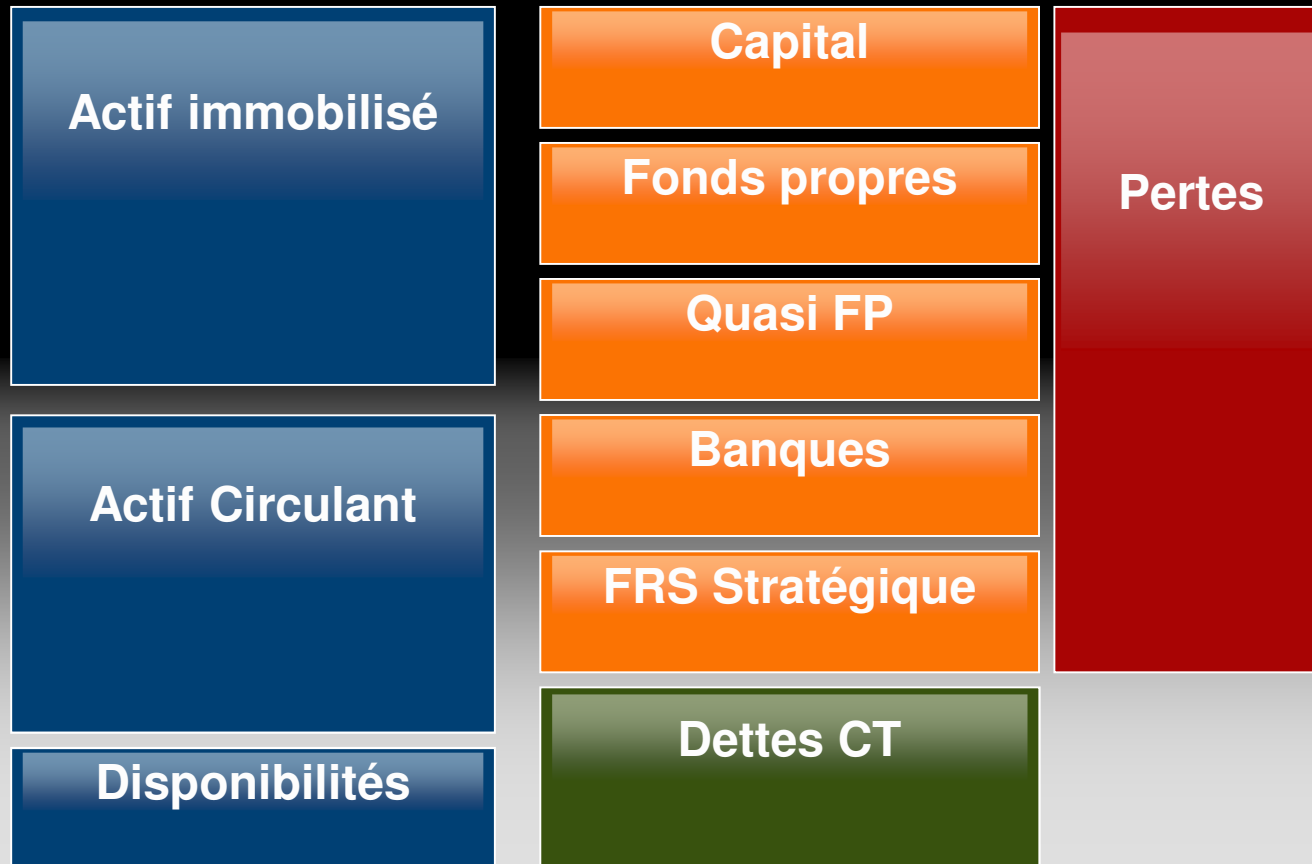 Actif immobilisé
Actif Circulant
Disponibilités
Capital
Fonds propres
Quasi FP
Banques
FRS Stratégique
Dettes CT
Pertes